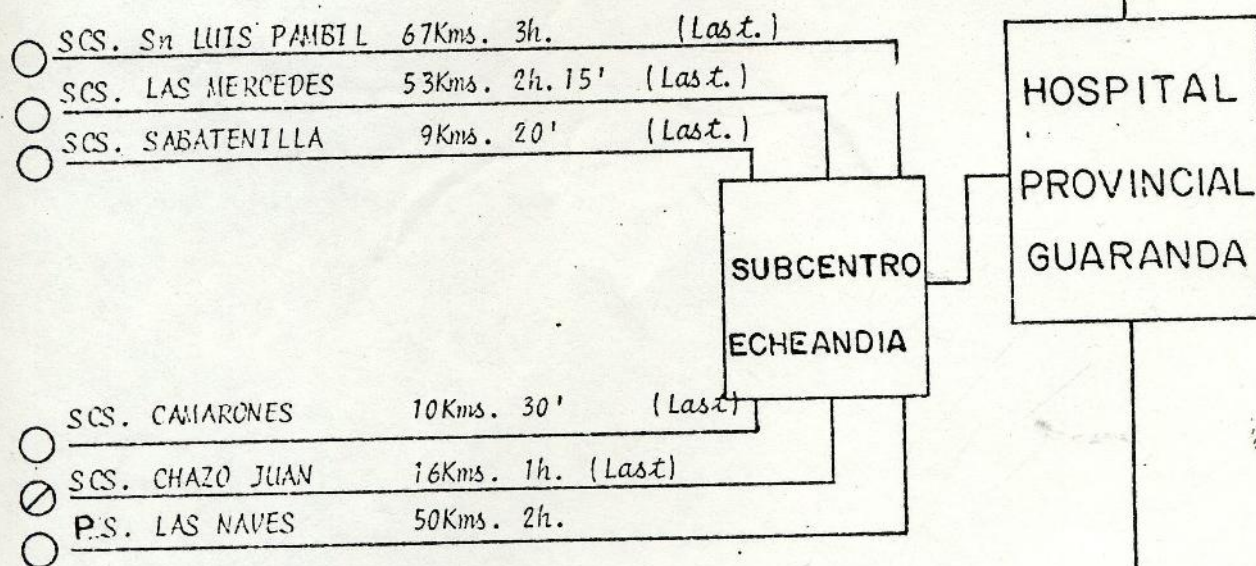 SCS. Sn LUIS PAMBIL 67Kms. 3h. (Last.)
SCS. LAS MERCEDES 53Kms. 2h. 15' (Last.)
SCS. SABATENILLA 9Kms. 20' (Last.)
HOSPITAL
PROVINCIAL
GUARANDA
SUBCENTRO
ECHEANDIA
SCS. CAMARONES 10Kms. 30' (Last)
SCS. CHAZO JUAN 16Kms. 1h. (Last)
P.S. LAS NAVES 50Kms. 2h.